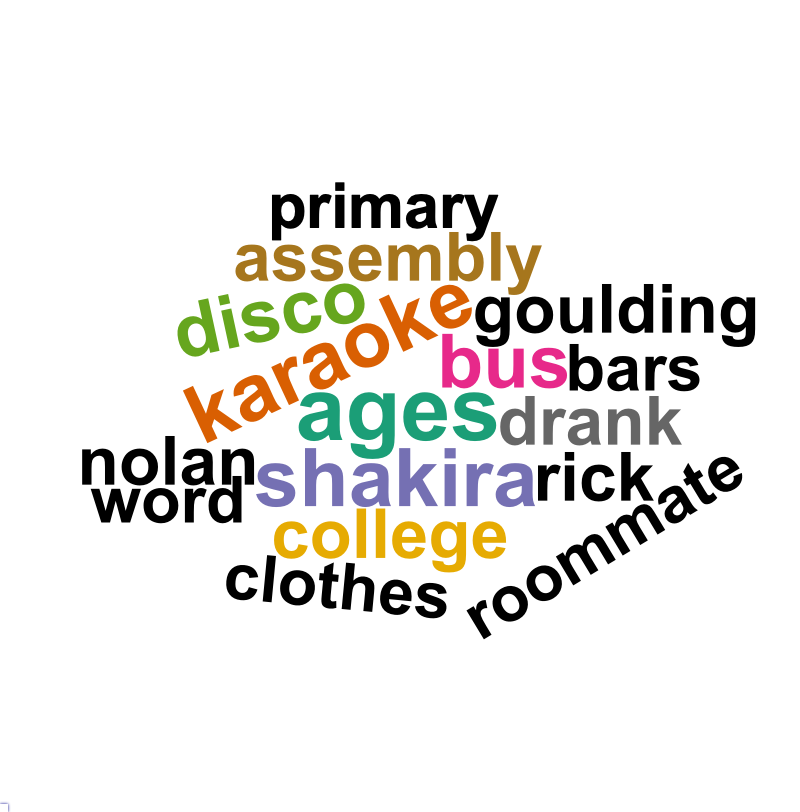 primary
assembly
disco
karaoke
goulding
bus
bars
ages
drank
nolan
word
shakira
rick
college
clothes
roommate